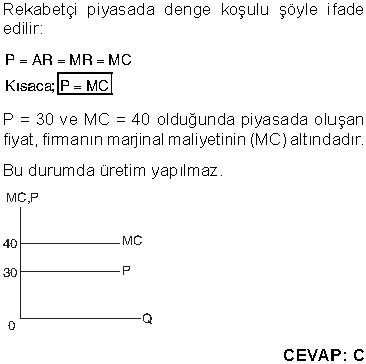 Rekabetçi piyasada denge koşulu şöyle ifade
edilir:
P = AR = MR = MC
Kısaca; P = MC
P = 30 ve MC = 40 olduğunda piyasada oluşan
fiyat, firmanın marjinal maliyetinin (MC) altındadır.
Bu durumda üretim yapılmaz.
MC,P
40 MC
30 P
0 Q
CEVAP: C